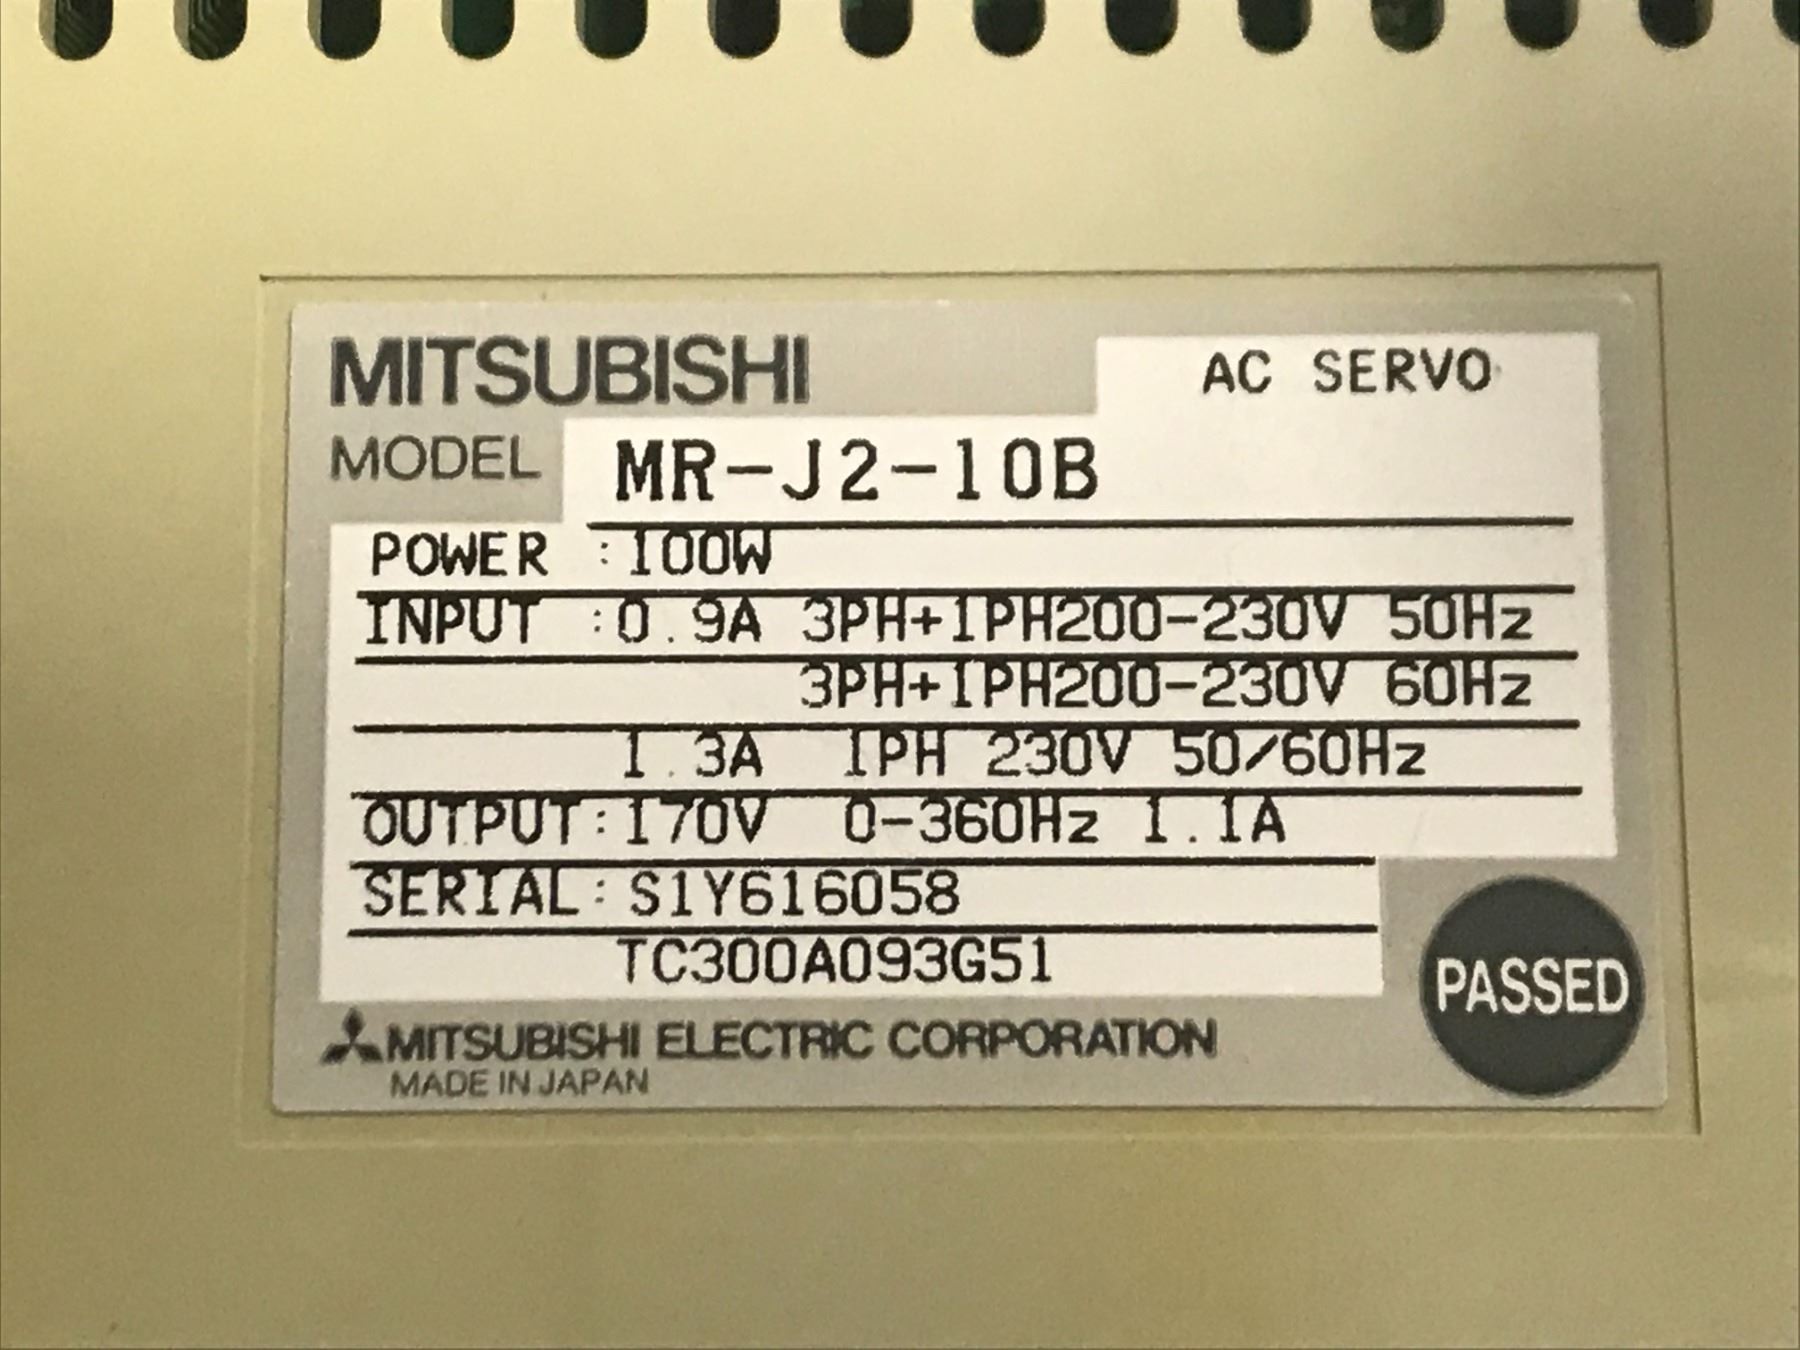 MITSUBISHI
AC SERVO
MODEL MR-J2-10B
POWER :100W
INPUT :0.9A 3PH+1PH200-230V 50Hz
3PH+1PH200-230V 60Hz
1.3A 1PH 230V 50/60Hz
OUTPUT:170V 0-360Hz 1.1A
SERIAL:S1Y616058
TC300A093G51
PASSED
MITSUBISHI ELECTRIC CORPORATION
MADE IN JAPAN